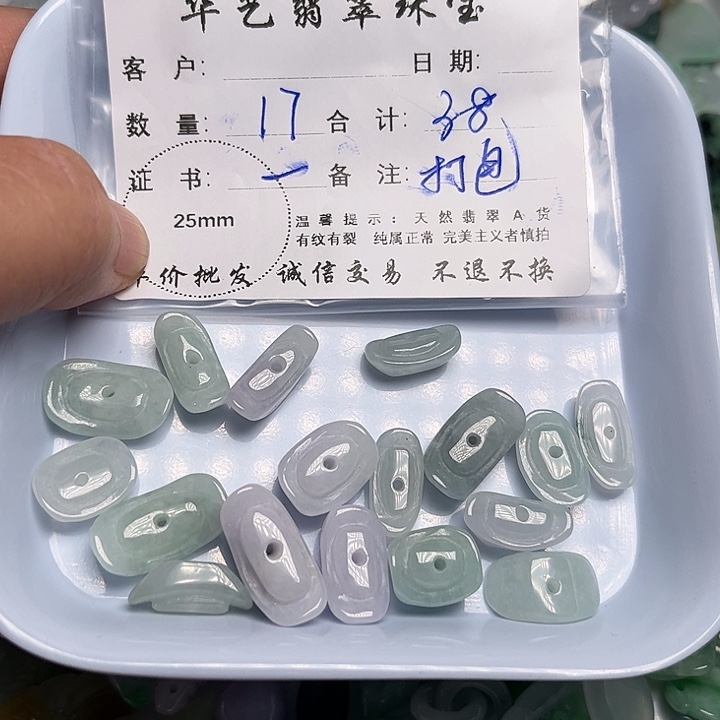 华艺翡翠珠宝
客 户: 日 期:
数 量: 17 合 计: 38
证 书: 一 备 注: 打包
25mm
温馨提示: 天然翡翠A货
有纹有裂 纯属正常 完美主义者慎拍
价批发 诚信交易 不退不换